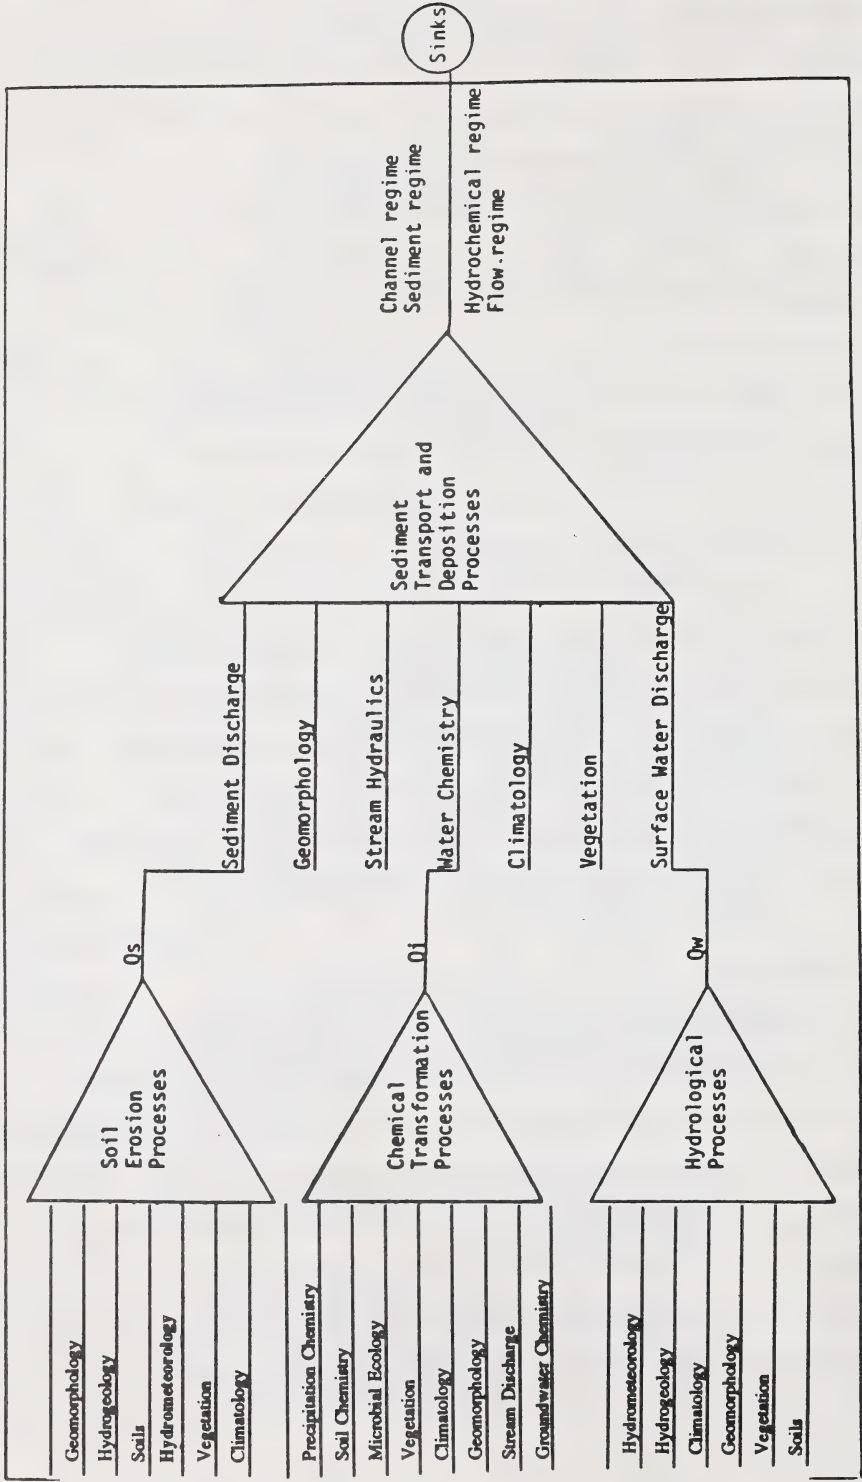 Geomorphology
Hydrogeology
Soils
Hydrometeorology
Vegetation
Climatology
Soil
Erosion
Processes
Qs
Precipitation Chemistry
Soil Chemistry
Microbial Ecology
Vegetation
Climatology
Geomorphology
Stream Discharge
Groundwater Chemistry
Chemical
Transformation
Processes
Qi
Hydrometeorology
Hydrogeology
Climatology
Geomorphology
Vegetation
Soils
Hydrological
Processes
Qw
Sediment Discharge
Geomorphology
Stream Hydraulics
Water Chemistry
Climatology
Vegetation
Surface Water Discharge
Sediment
Transport and
Deposition
Processes
Channel regime
Sediment regime
Hydrochemical regime
Flow.regime
Sinks